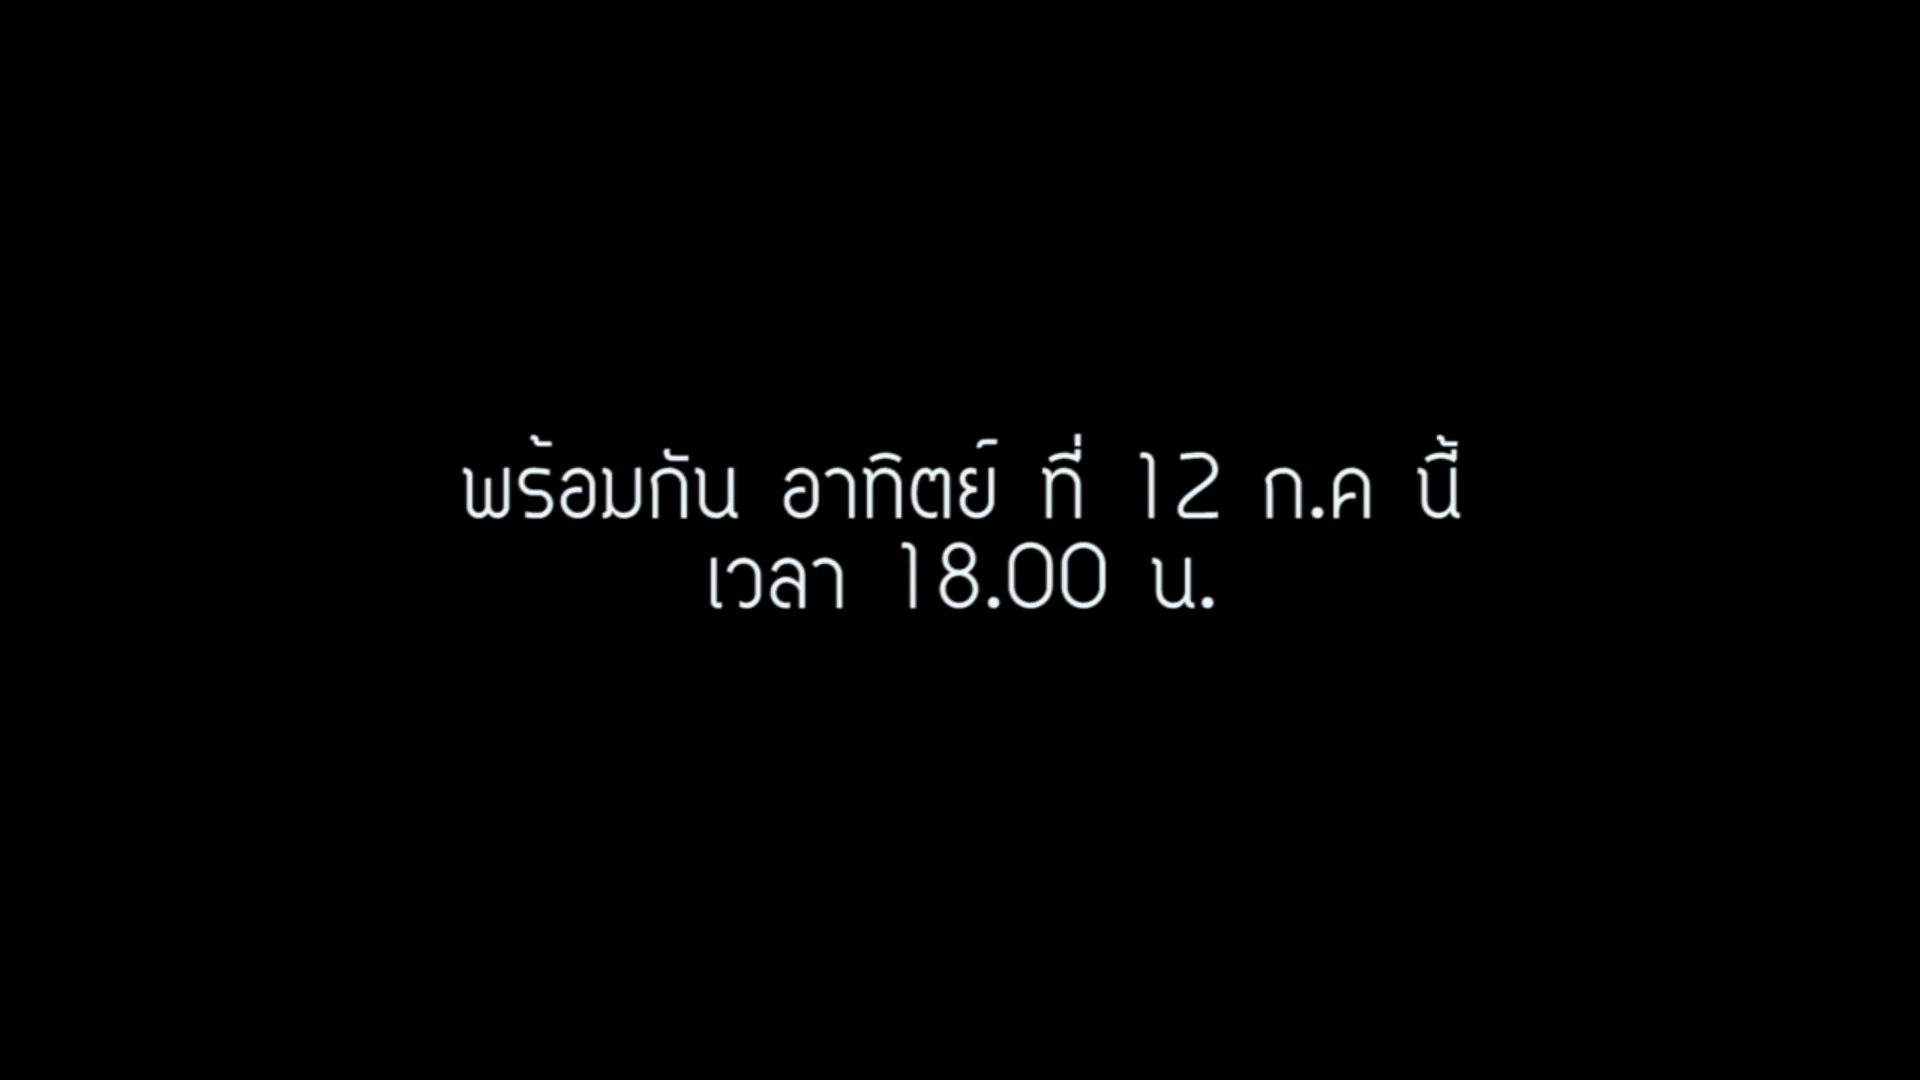 พร้อมกัน อาทิตย์ ที่ 12 ก.ค นี้
เวลา 18.00 น.